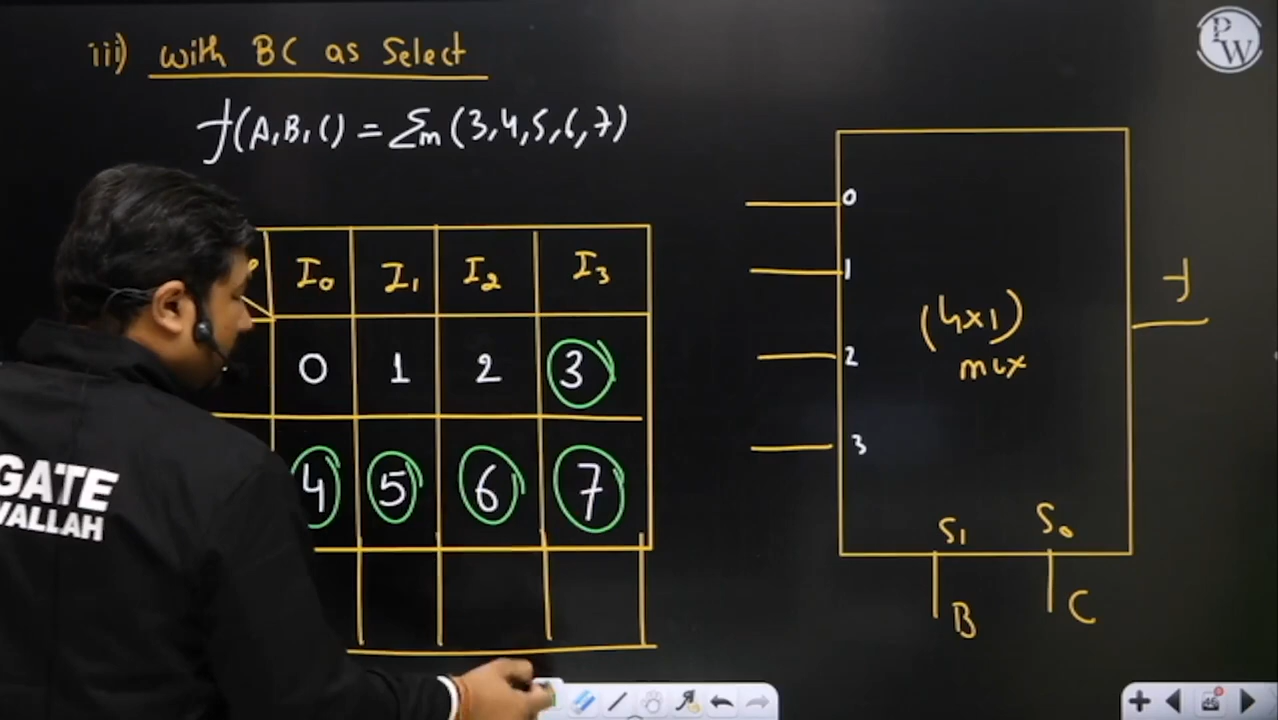 iii) With BC as Select
f(A,B,C) = Σm (3,4,5,6,7)
I0 I1 I2 I3
0 1 2 3
4 5 6 7
0
1
2
3
(4x1)
mux
f
S1 S0
B C
PW
GATE
WALLAH
46